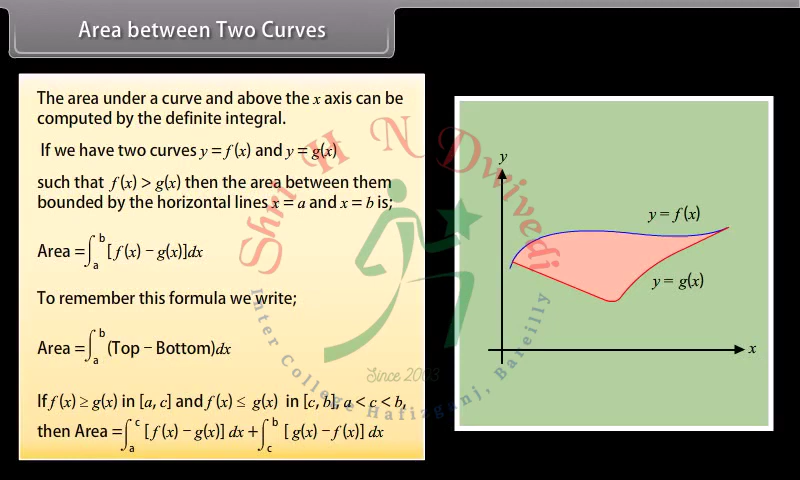 Area between Two Curves
The area under a curve and above the x axis can be
computed by the definite integral.
If we have two curves y = f(x) and y = g(x)
such that f(x) > g(x) then the area between them
bounded by the horizontal lines x = a and x = b is;
Area = ∫ₐᵇ [f(x) − g(x)]dx
To remember this formula we write;
Area = ∫ₐᵇ (Top − Bottom)dx
If f(x) ≥ g(x) in [a, c] and f(x) ≤ g(x) in [c, b], a < c < b,
then Area = ∫ₐᶜ [f(x) − g(x)] dx + ∫_c^b [g(x) − f(x)] dx
y
y = f(x)
y = g(x)
x
Shri H N Dwivedi
Inter College Hafizganj, Bareilly
Since 2003